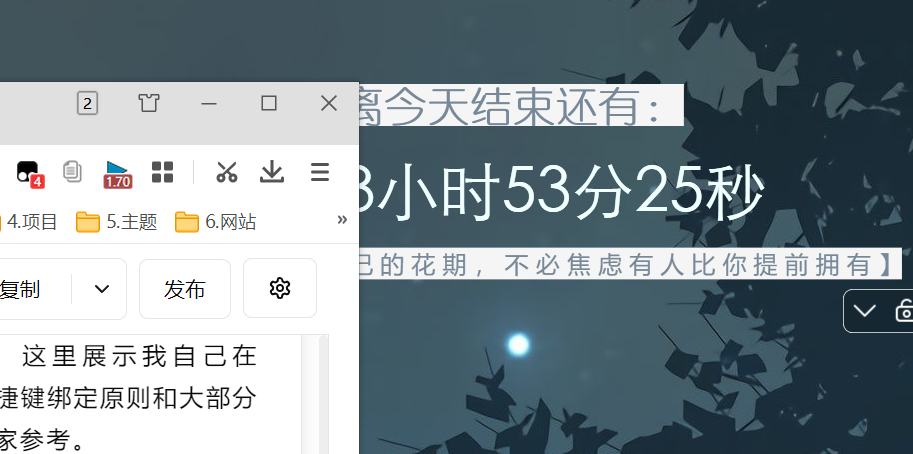 2
离今天结束还有：
4
1.70
小时53分25秒
4.项目
5.主题
6.网站
»
己的花期，不必焦虑有人比你提前拥有】
复制
发布
这里展示我自己在
捷键绑定原则和大部分
家参考。